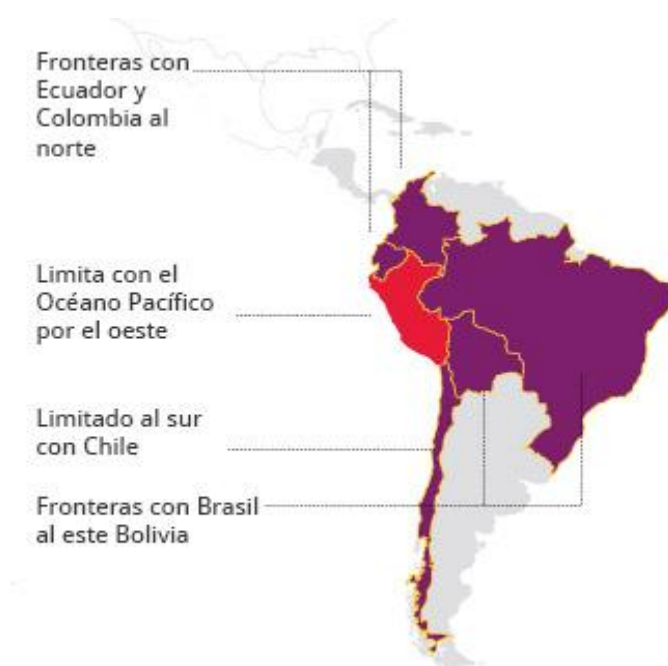 Fronteras con
Ecuador y
Colombia al
norte
Limita con el
Océano Pacífico
por el oeste
Limitado al sur
con Chile
Fronteras con Brasil
al este Bolivia